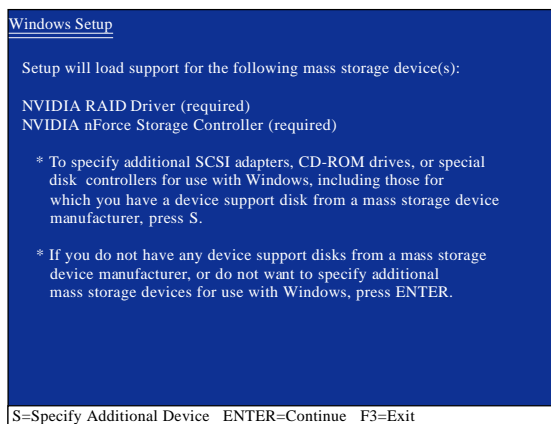 Windows Setup
Setup will load support for the following mass storage device(s):
NVIDIA RAID Driver (required)
NVIDIA nForce Storage Controller (required)
* To specify additional SCSI adapters, CD-ROM drives, or special
disk controllers for use with Windows, including those for
which you have a device support disk from a mass storage device
manufacturer, press S.
* If you do not have any device support disks from a mass storage
device manufacturer, or do not want to specify additional
mass storage devices for use with Windows, press ENTER.
S=Specify Additional Device ENTER=Continue F3=Exit